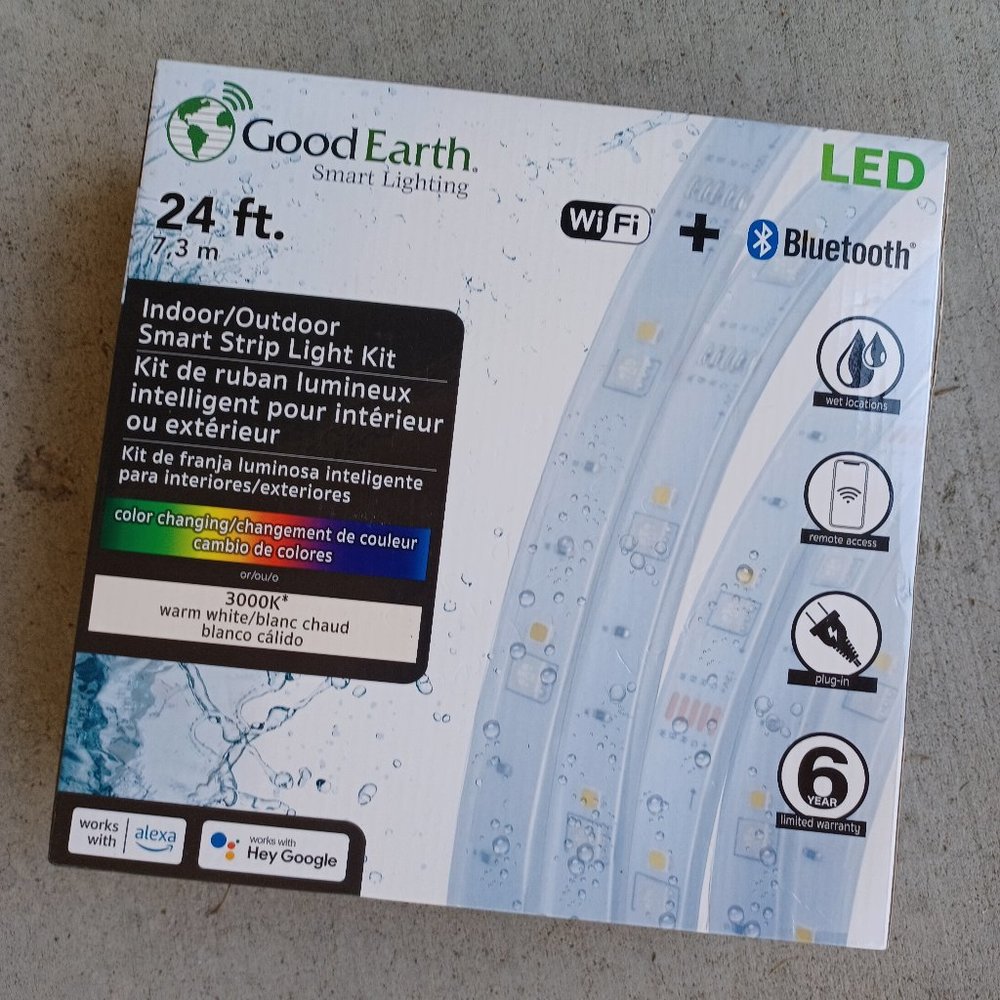 GoodEarth®
Smart Lighting
24 ft.
7,3 m
LED
WiFi® + Bluetooth®
Indoor/Outdoor
Smart Strip Light Kit
Kit de ruban lumineux
intelligent pour intérieur
ou extérieur
Kit de franja luminosa inteligente
para interiores/exteriores
color changing/changement de couleur
cambio de colores
or/ou/o
3000K*
warm white/blanc chaud
blanco cálido
wet locations
remote access
plug-in
6
YEAR
limited warranty
works
with
alexa
works with
Hey Google